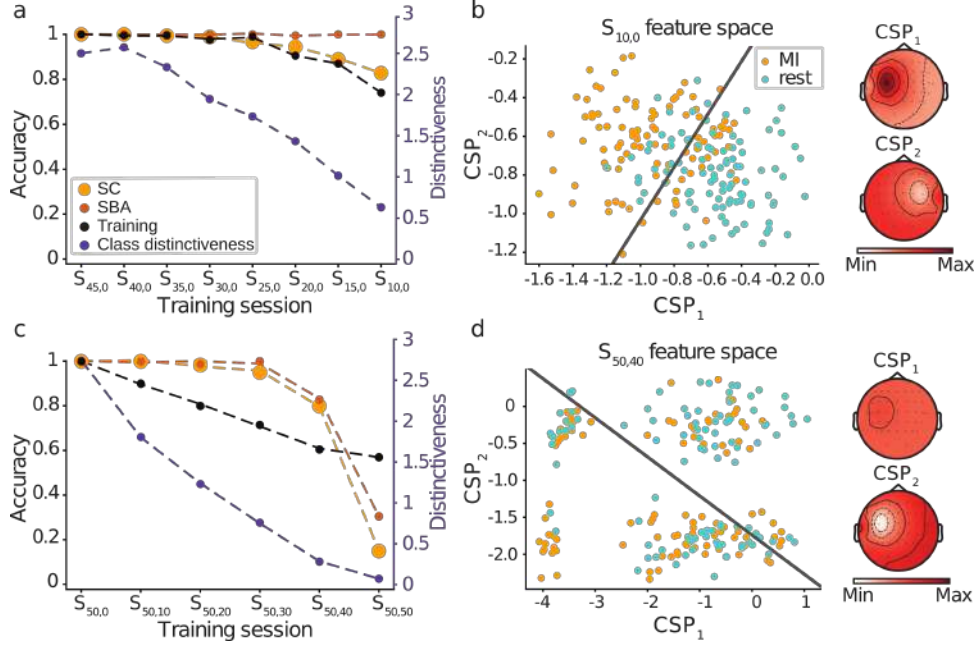 a
Accuracy
1
0.8
0.6
0.4
0.2
0
3
2.5
2
1.5
1
0.5
0
Distinctiveness
SC
SBA
Training
Class distinctiveness
S45,0 S40,0 S35,0 S30,0 S25,0 S20,0 S15,0 S10,0
Training session
b
S10,0 feature space
MI
rest
CSP2
-0.2
-0.4
-0.6
-0.8
-1.0
-1.2
-1.6 -1.4 -1.2 -1.0 -0.8 -0.6 -0.4 -0.2 0.0
CSP1
CSP1
CSP2
Min Max
c
Accuracy
1
0.8
0.6
0.4
0.2
0
3
2.5
2
1.5
1
0.5
0
Distinctiveness
S50,0 S50,10 S50,20 S50,30 S50,40 S50,50
Training session
d
S50,40 feature space
CSP2
0
-0.5
-1.0
-1.5
-2.0
-4 -3 -2 -1 0 1
CSP1
CSP1
CSP2
Min Max